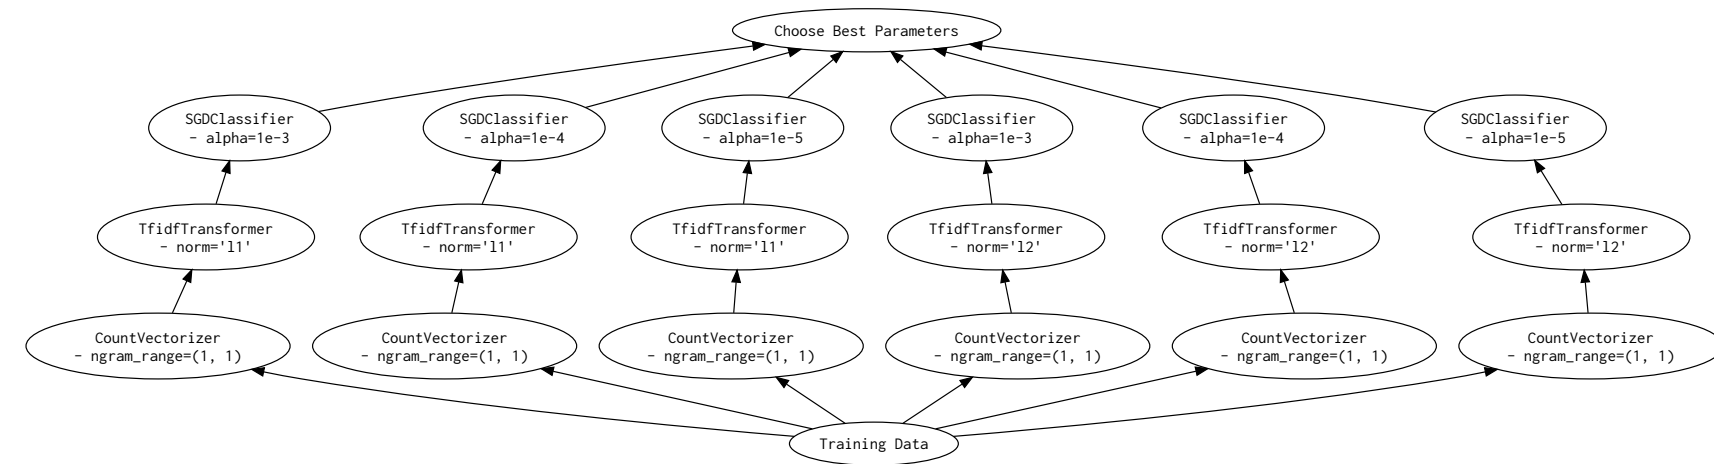 Choose Best Parameters
SGDClassifier
- alpha=1e-3
SGDClassifier
- alpha=1e-4
SGDClassifier
- alpha=1e-5
SGDClassifier
- alpha=1e-3
SGDClassifier
- alpha=1e-4
SGDClassifier
- alpha=1e-5
TfidfTransformer
- norm='l1'
TfidfTransformer
- norm='l1'
TfidfTransformer
- norm='l1'
TfidfTransformer
- norm='l2'
TfidfTransformer
- norm='l2'
TfidfTransformer
- norm='l2'
CountVectorizer
- ngram_range=(1, 1)
CountVectorizer
- ngram_range=(1, 1)
CountVectorizer
- ngram_range=(1, 1)
CountVectorizer
- ngram_range=(1, 1)
CountVectorizer
- ngram_range=(1, 1)
CountVectorizer
- ngram_range=(1, 1)
Training Data